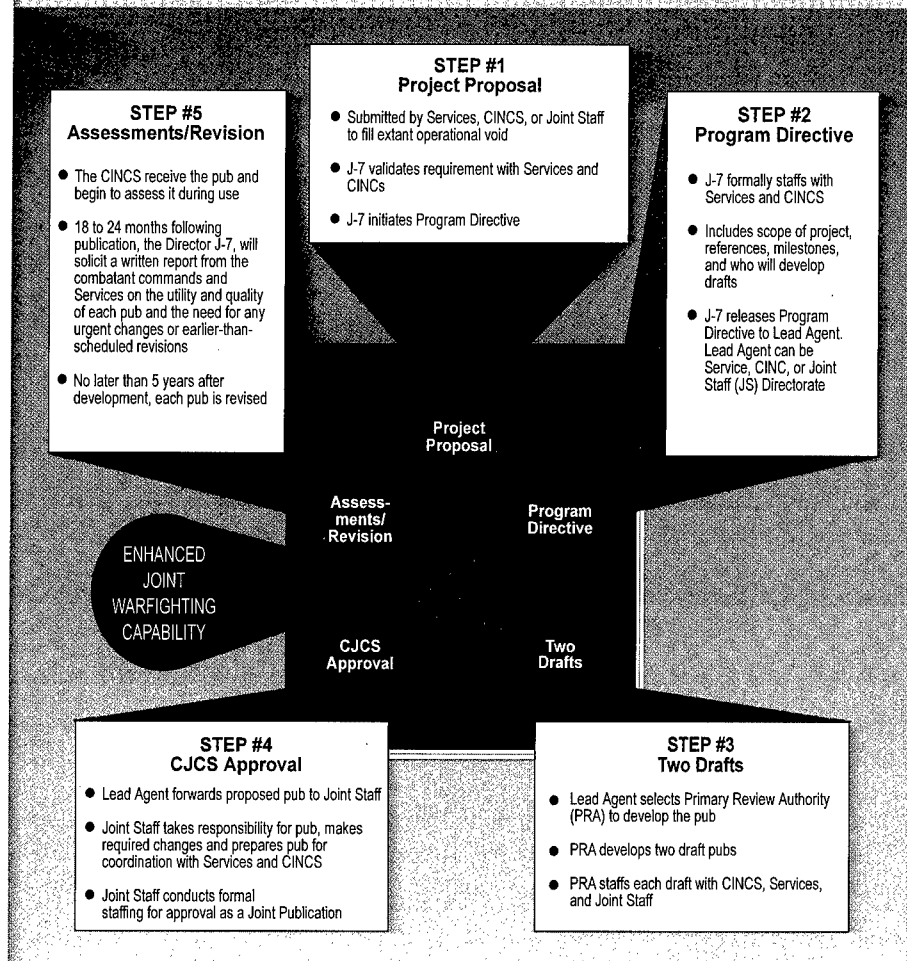 STEP #1
Project Proposal
● Submitted by Services, CINCS, or Joint Staff
to fill extant operational void
● J-7 validates requirement with Services and
CINCs
● J-7 initiates Program Directive
STEP #2
Program Directive
● J-7 formally staffs with
Services and CINCS
● Includes scope of project,
references, milestones,
and who will develop
drafts
● J-7 releases Program
Directive to Lead Agent.
Lead Agent can be
Service, CINC, or Joint
Staff (JS) Directorate
STEP #3
Two Drafts
● Lead Agent selects Primary Review Authority
(PRA) to develop the pub
● PRA develops two draft pubs
● PRA staffs each draft with CINCS, Services,
and Joint Staff
STEP #4
CJCS Approval
● Lead Agent forwards proposed pub to Joint Staff
● Joint Staff takes responsibility for pub, makes
required changes and prepares pub for
coordination with Services and CINCS
● Joint Staff conducts formal
staffing for approval as a Joint Publication
STEP #5
Assessments/Revision
● The CINCS receive the pub and
begin to assess it during use
● 18 to 24 months following
publication, the Director J-7, will
solicit a written report from the
combatant commands and
Services on the utility and quality
of each pub and the need for any
urgent changes or earlier-than-
scheduled revisions
● No later than 5 years after
development, each pub is revised
Project
Proposal
Program
Directive
Two
Drafts
CJCS
Approval
Assess-
ments/
Revision
ENHANCED
JOINT
WARFIGHTING
CAPABILITY